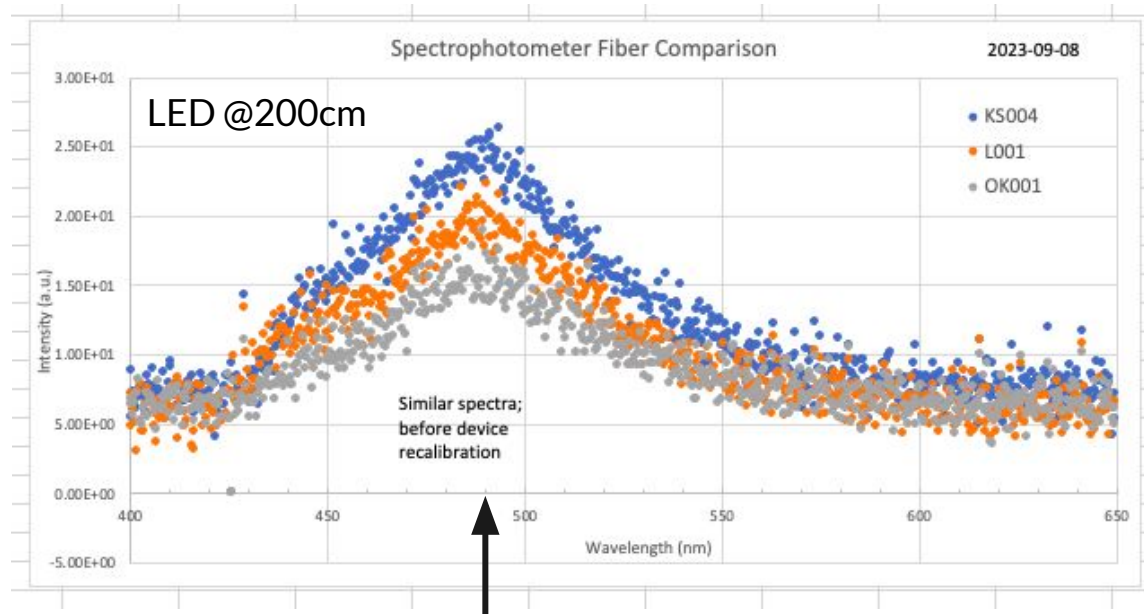 Spectrophotometer Fiber Comparison
2023-09-08
3.00E+01
LED @200cm
KS004
L001
OK001
2.50E+01
2.00E+01
1.50E+01
1.00E+01
5.00E+00
0.00E+00
-5.00E+00
Intensity (a.u.)
Similar spectra;
before device
recalibration
400 450 500 550 600 650
Wavelength (nm)